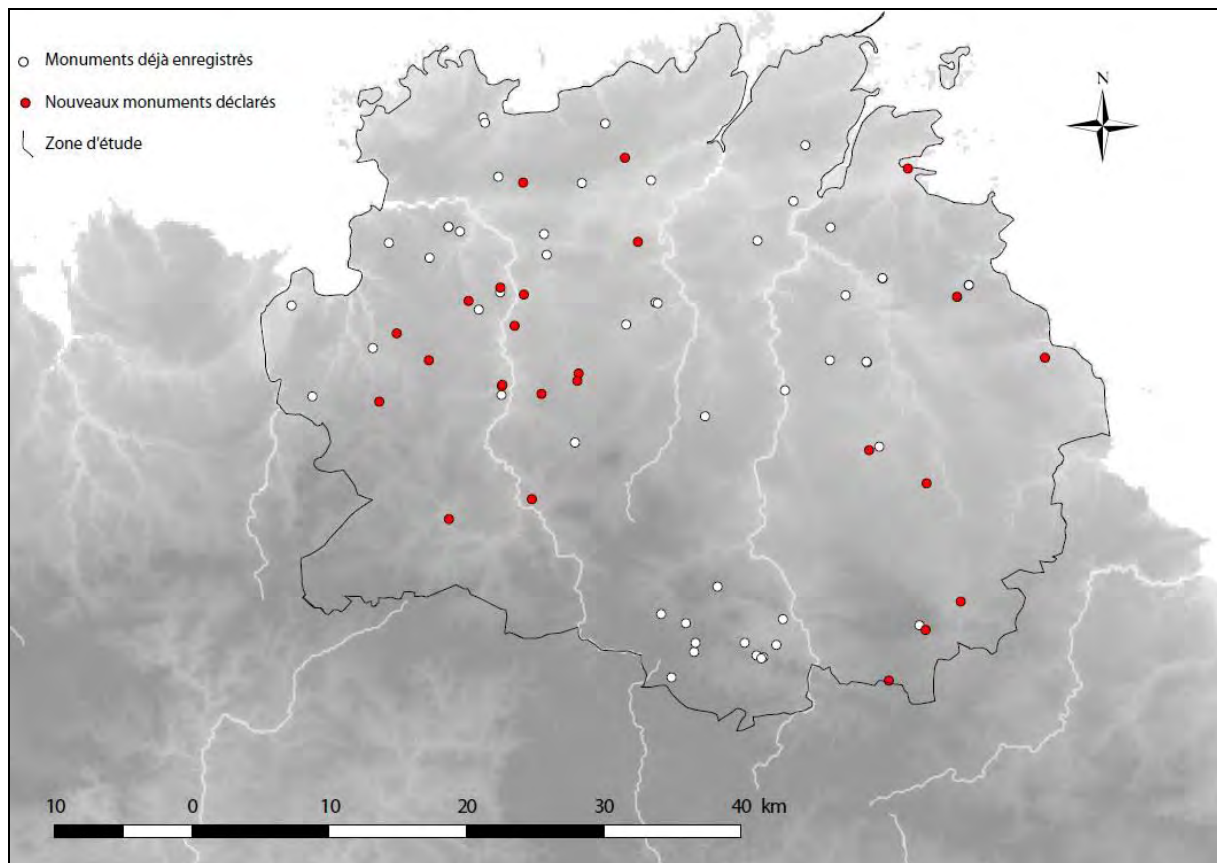 Monuments déjà enregistrès
Nouveaux monuments déclarés
Zone d'étude
N
10 0 10 20 30 40 km